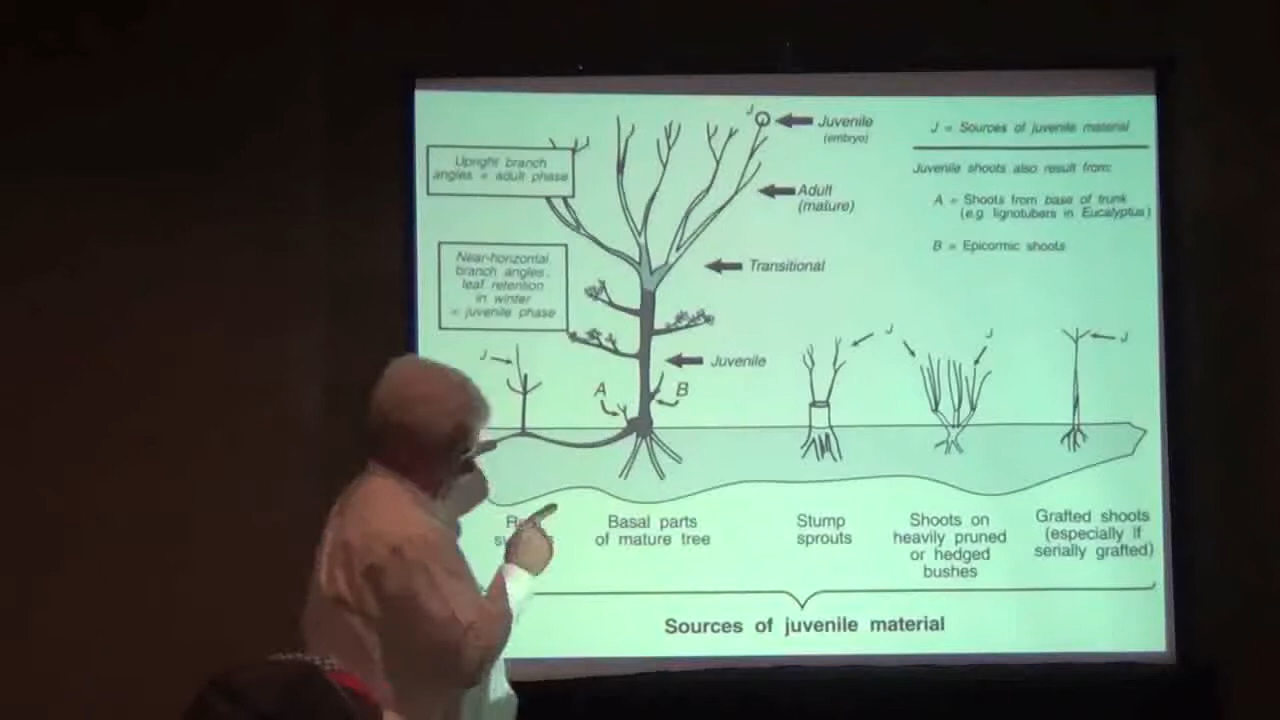 J
Juvenile
(embryo)
Upright branch
angles = adult phase
Adult
(mature)
Near-horizontal
branch angles,
leaf retention
in winter
= juvenile phase
Transitional
Juvenile
J
A
B
J
J
J
J = Sources of juvenile material
Juvenile shoots also result from:
A = Shoots from base of trunk
(e.g lignotubers in Eucalyptus)
B = Epicormic shoots
Basal parts
of mature tree
Stump
sprouts
Shoots on
heavily pruned
or hedged
bushes
Grafted shoots
(especially if
serially grafted)
Sources of juvenile material